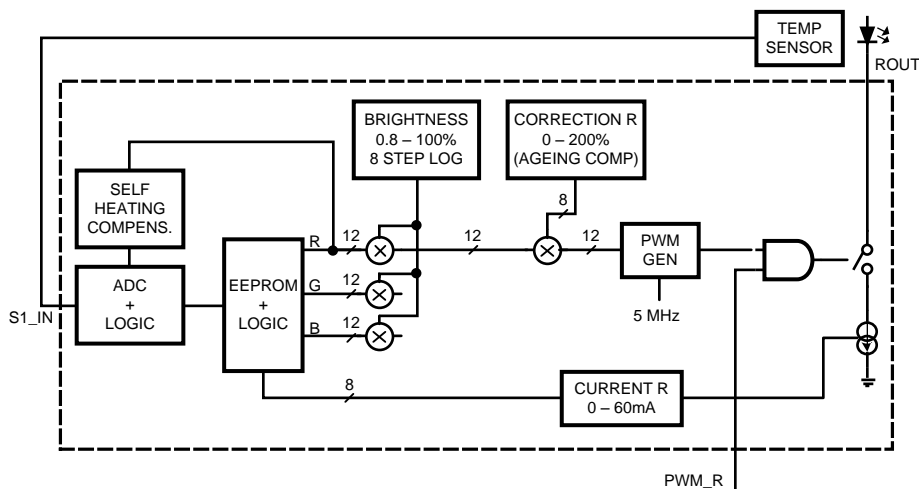 TEMP
SENSOR
ROUT
BRIGHTNESS
0.8 – 100%
8 STEP LOG
CORRECTION R
0 – 200%
(AGEING COMP)
SELF
HEATING
COMPENS.
8
R
12
12
12
PWM
GEN
ADC
+
LOGIC
EEPROM
+
LOGIC
G
12
S1_IN
5 MHz
B
12
8
CURRENT R
0 – 60mA
PWM_R